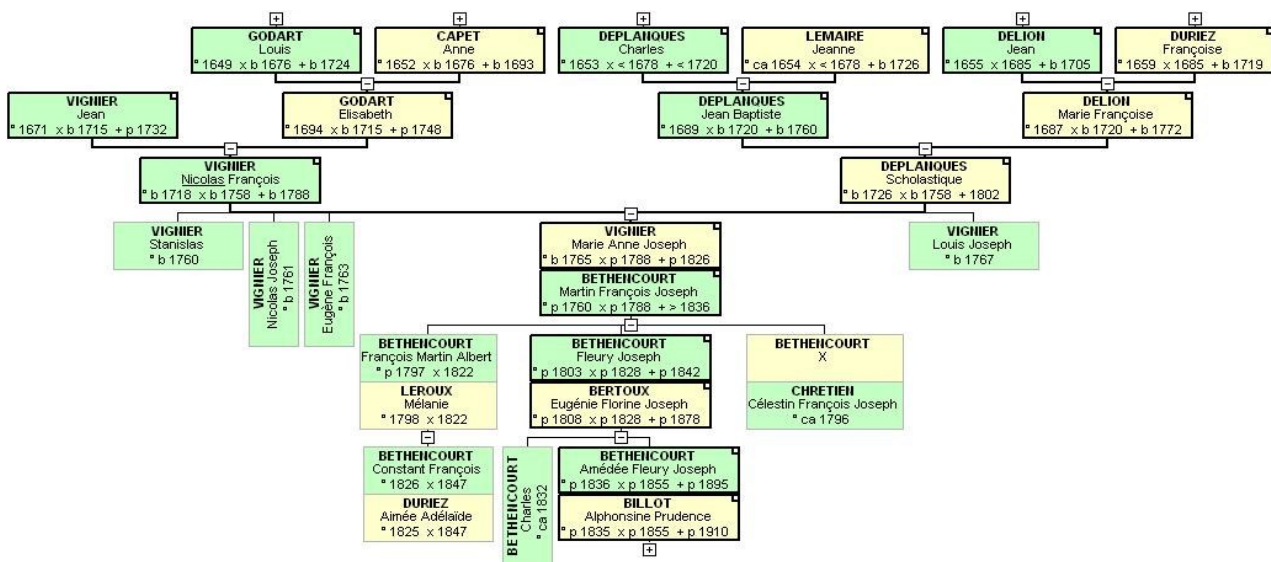 GODART
Louis
° 1649 x b 1676 + b 1724
CAPET
Anne
° 1652 x b 1676 + b 1693
DEPLANQUES
Charles
° 1653 x < 1678 + < 1720
LEMAIRE
Jeanne
° ca 1654 x < 1678 + b 1726
DELION
Jean
° 1655 x 1685 + b 1705
DURIEZ
Françoise
° 1659 x 1685 + b 1719
VIGNIER
Jean
° 1671 x b 1715 + p 1732
GODART
Elisabeth
° 1694 x b 1715 + p 1748
DEPLANQUES
Jean Baptiste
° 1689 x b 1720 + b 1760
DELION
Marie Françoise
° 1687 x b 1720 + b 1772
VIGNIER
Nicolas François
° b 1718 x b 1758 + b 1788
DEPLANQUES
Scholastique
° b 1726 x b 1758 + 1802
VIGNIER
Stanislas
° b 1760
VIGNIER
Nicolas Joseph
° b 1761
VIGNIER
Eugène François
° b 1763
VIGNIER
Marie Anne Joseph
° b 1765 x p 1788 + p 1826
BETHENCOURT
Martin François Joseph
° p 1760 x p 1788 + > 1836
VIGNIER
Louis Joseph
° b 1767
BETHENCOURT
François Martin Albert
° p 1797 x 1822
LEROUX
Mélanie
° 1798 x 1822
BETHENCOURT
Fleury Joseph
° p 1803 x p 1828 + p 1842
BERTOUX
Eugénie Florine Joseph
° p 1808 x p 1828 + p 1878
BETHENCOURT
X
CHRETIEN
Célestin François Joseph
° ca 1796
BETHENCOURT
Constant François
° 1826 x 1847
DURIEZ
Aimée Adélaïde
° 1825 x 1847
BETHENCOURT
Charles
° ca 1832
BETHENCOURT
Amédée Fleury Joseph
° p 1836 x p 1855 + p 1895
BILLOT
Alphonsine Prudence
° p 1835 x p 1855 + p 1910